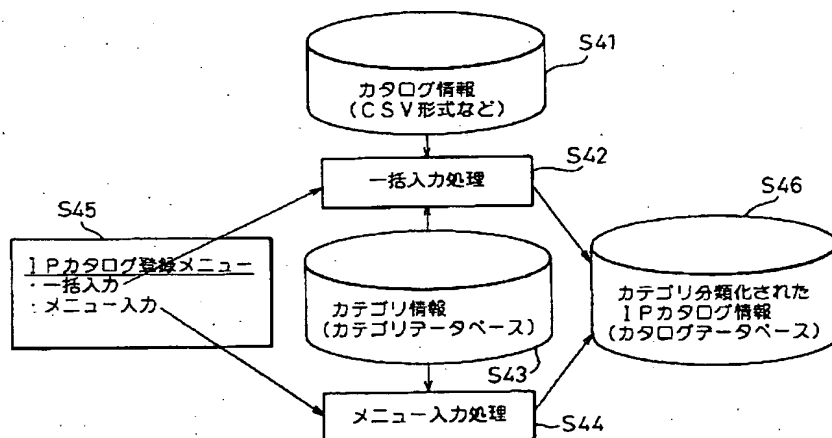 S41
カタログ情報
(CSV形式など)
S42
一括入力処理
S45
IPカタログ登録メニュー
・一括入力
・メニュー入力
カテゴリ情報
(カテゴリデータベース)
S43
S46
カテゴリ分類化された
IPカタログ情報
(カタログデータベース)
メニュー入力処理
S44